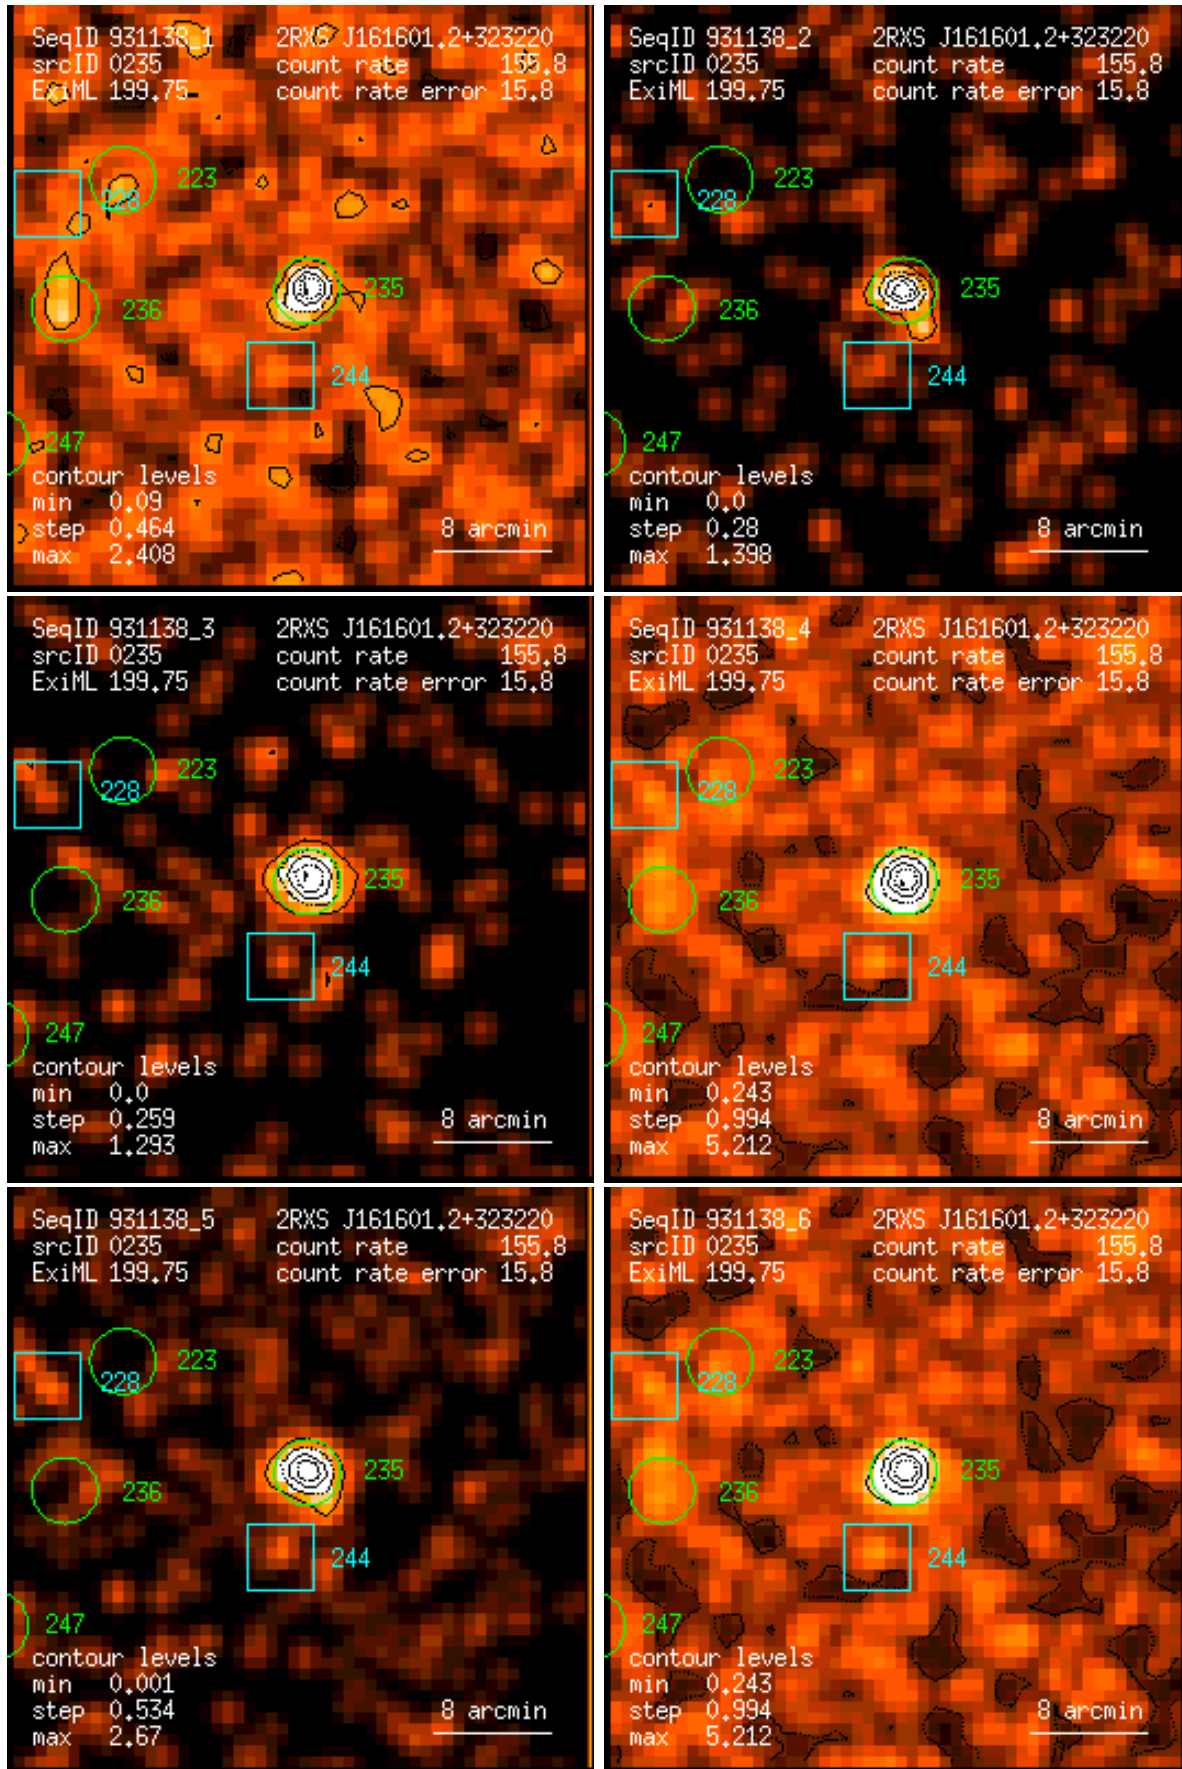 SeqID 931138_1 2RXS J161601.2+323220
srcID 0235 count rate 155.8
ExiML 199.75 count rate error 15.8
223
228
235
236
244
247
contour levels
min 0.09
step 0.464 8 arcmin
max 2.408
SeqID 931138_2 2RXS J161601.2+323220
srcID 0235 count rate 155.8
ExiML 199.75 count rate error 15.8
223
228
235
236
244
247
contour levels
min 0.0
step 0.28 8 arcmin
max 1.398
SeqID 931138_3 2RXS J161601.2+323220
srcID 0235 count rate 155.8
ExiML 199.75 count rate error 15.8
223
228
235
236
244
247
contour levels
min 0.0
step 0.259 8 arcmin
max 1.293
SeqID 931138_4 2RXS J161601.2+323220
srcID 0235 count rate 155.8
ExiML 199.75 count rate error 15.8
223
228
235
236
244
247
contour levels
min 0.243
step 0.994 8 arcmin
max 5.212
SeqID 931138_5 2RXS J161601.2+323220
srcID 0235 count rate 155.8
ExiML 199.75 count rate error 15.8
223
228
235
236
244
247
contour levels
min 0.001
step 0.534 8 arcmin
max 2.67
SeqID 931138_6 2RXS J161601.2+323220
srcID 0235 count rate 155.8
ExiML 199.75 count rate error 15.8
223
228
235
236
244
247
contour levels
min 0.243
step 0.994 8 arcmin
max 5.212